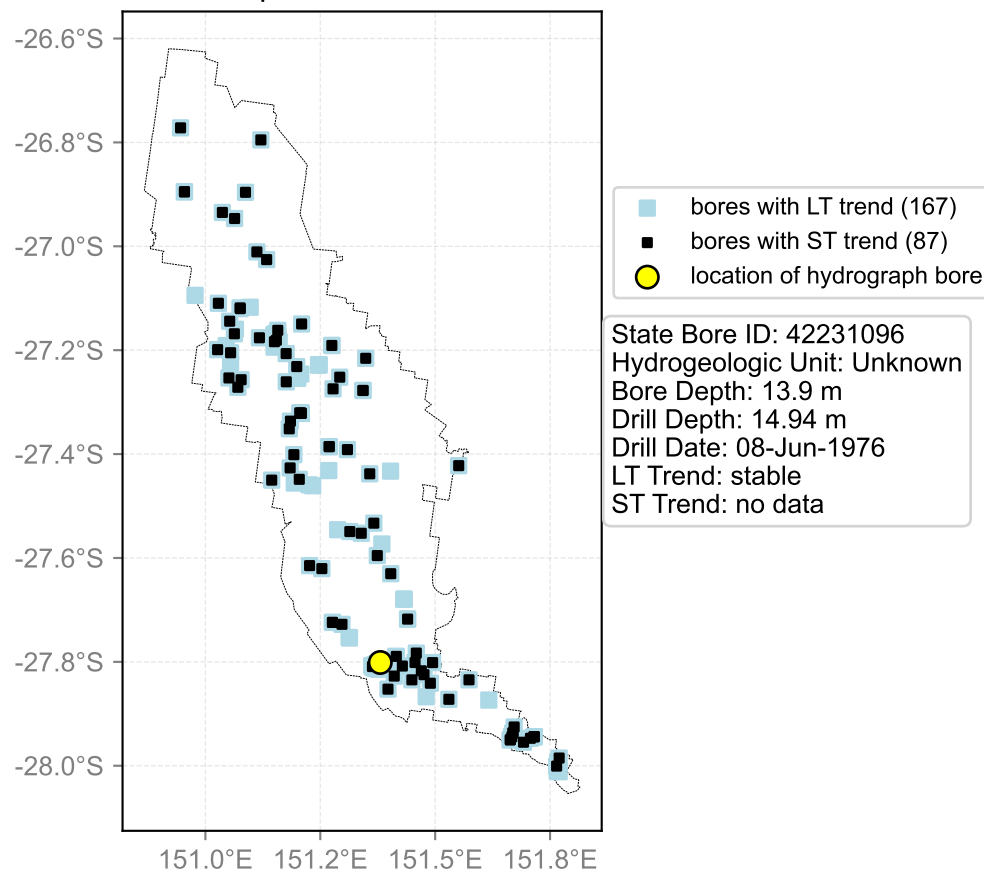 -26.6°S
-26.8°S
-27.0°S
-27.2°S
-27.4°S
-27.6°S
-27.8°S
-28.0°S
151.0°E
151.2°E
151.5°E
151.8°E
bores with LT trend (167)
bores with ST trend (87)
location of hydrograph bore
State Bore ID: 42231096
Hydrogeologic Unit: Unknown
Bore Depth: 13.9 m
Drill Depth: 14.94 m
Drill Date: 08-Jun-1976
LT Trend: stable
ST Trend: no data